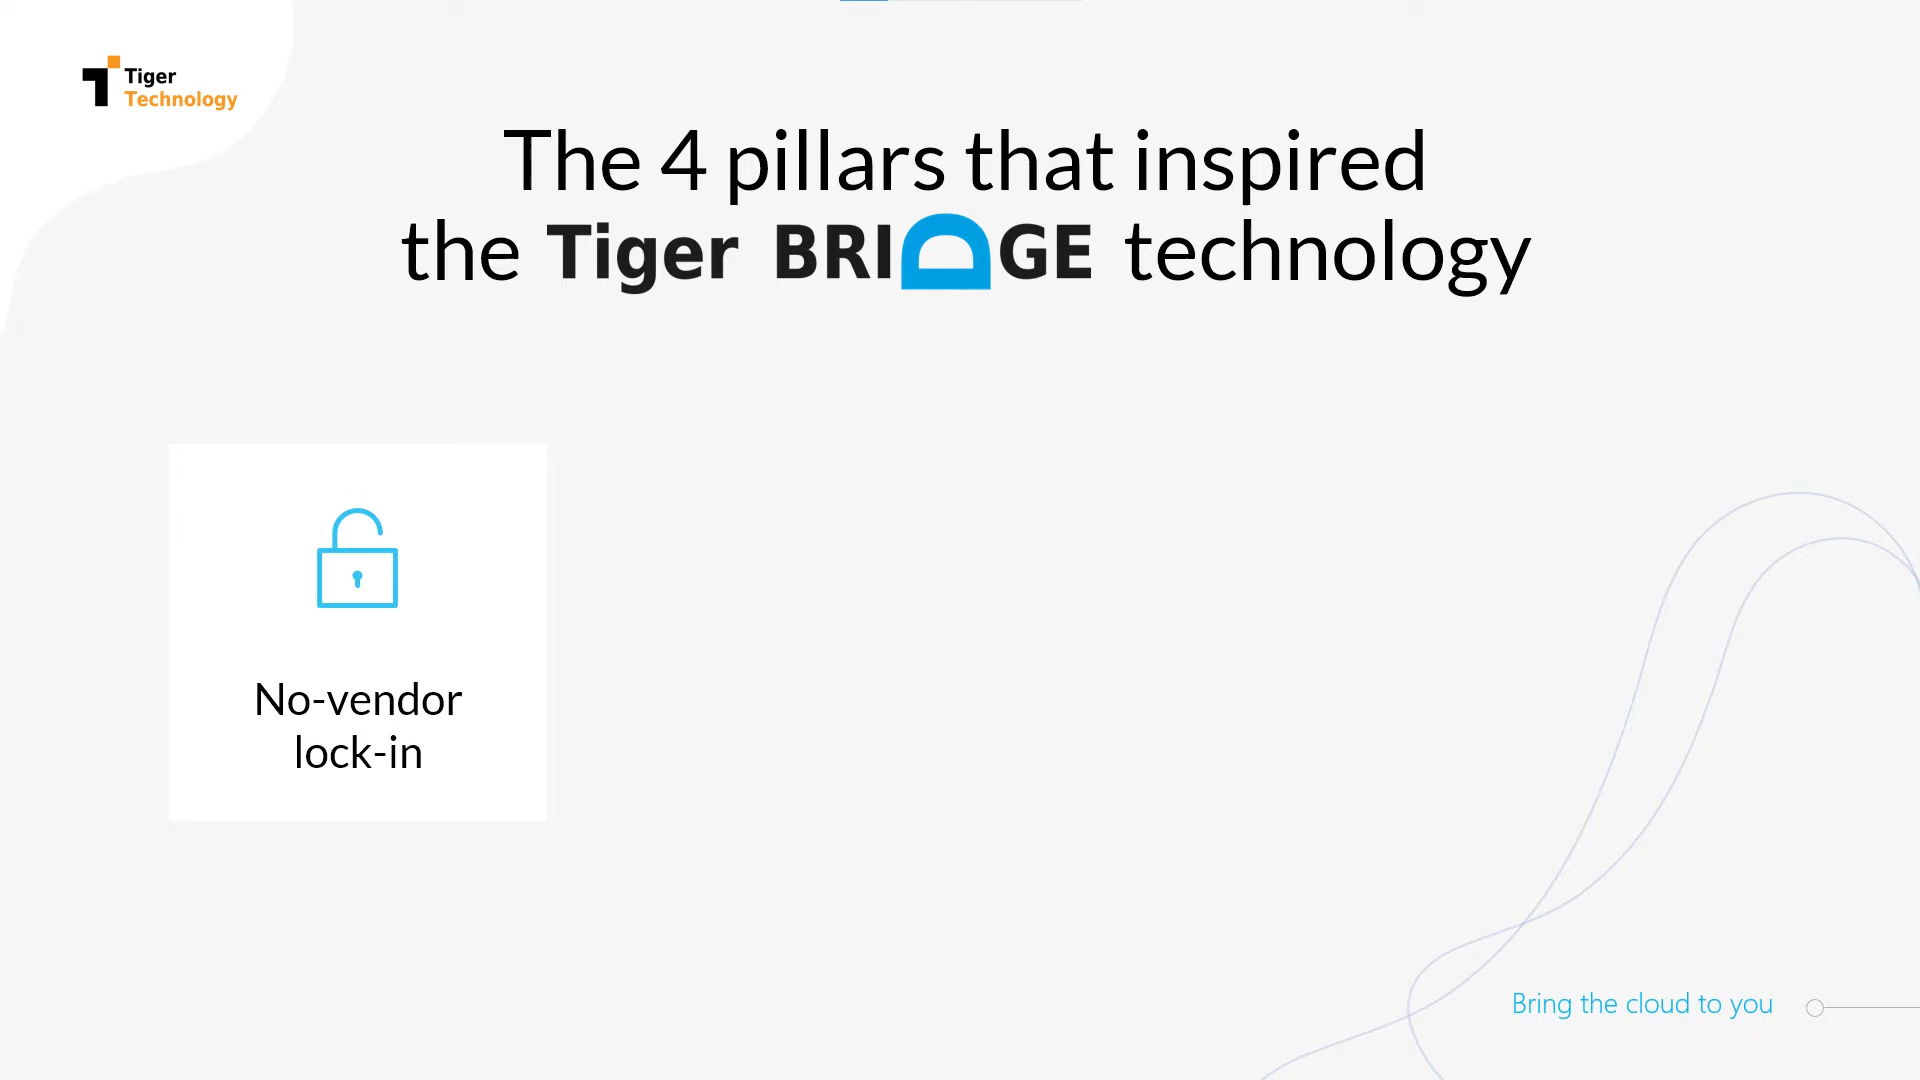 Tiger
Technology
The 4 pillars that inspired
the Tiger BRIDGE technology
No-vendor
lock-in
Bring the cloud to you